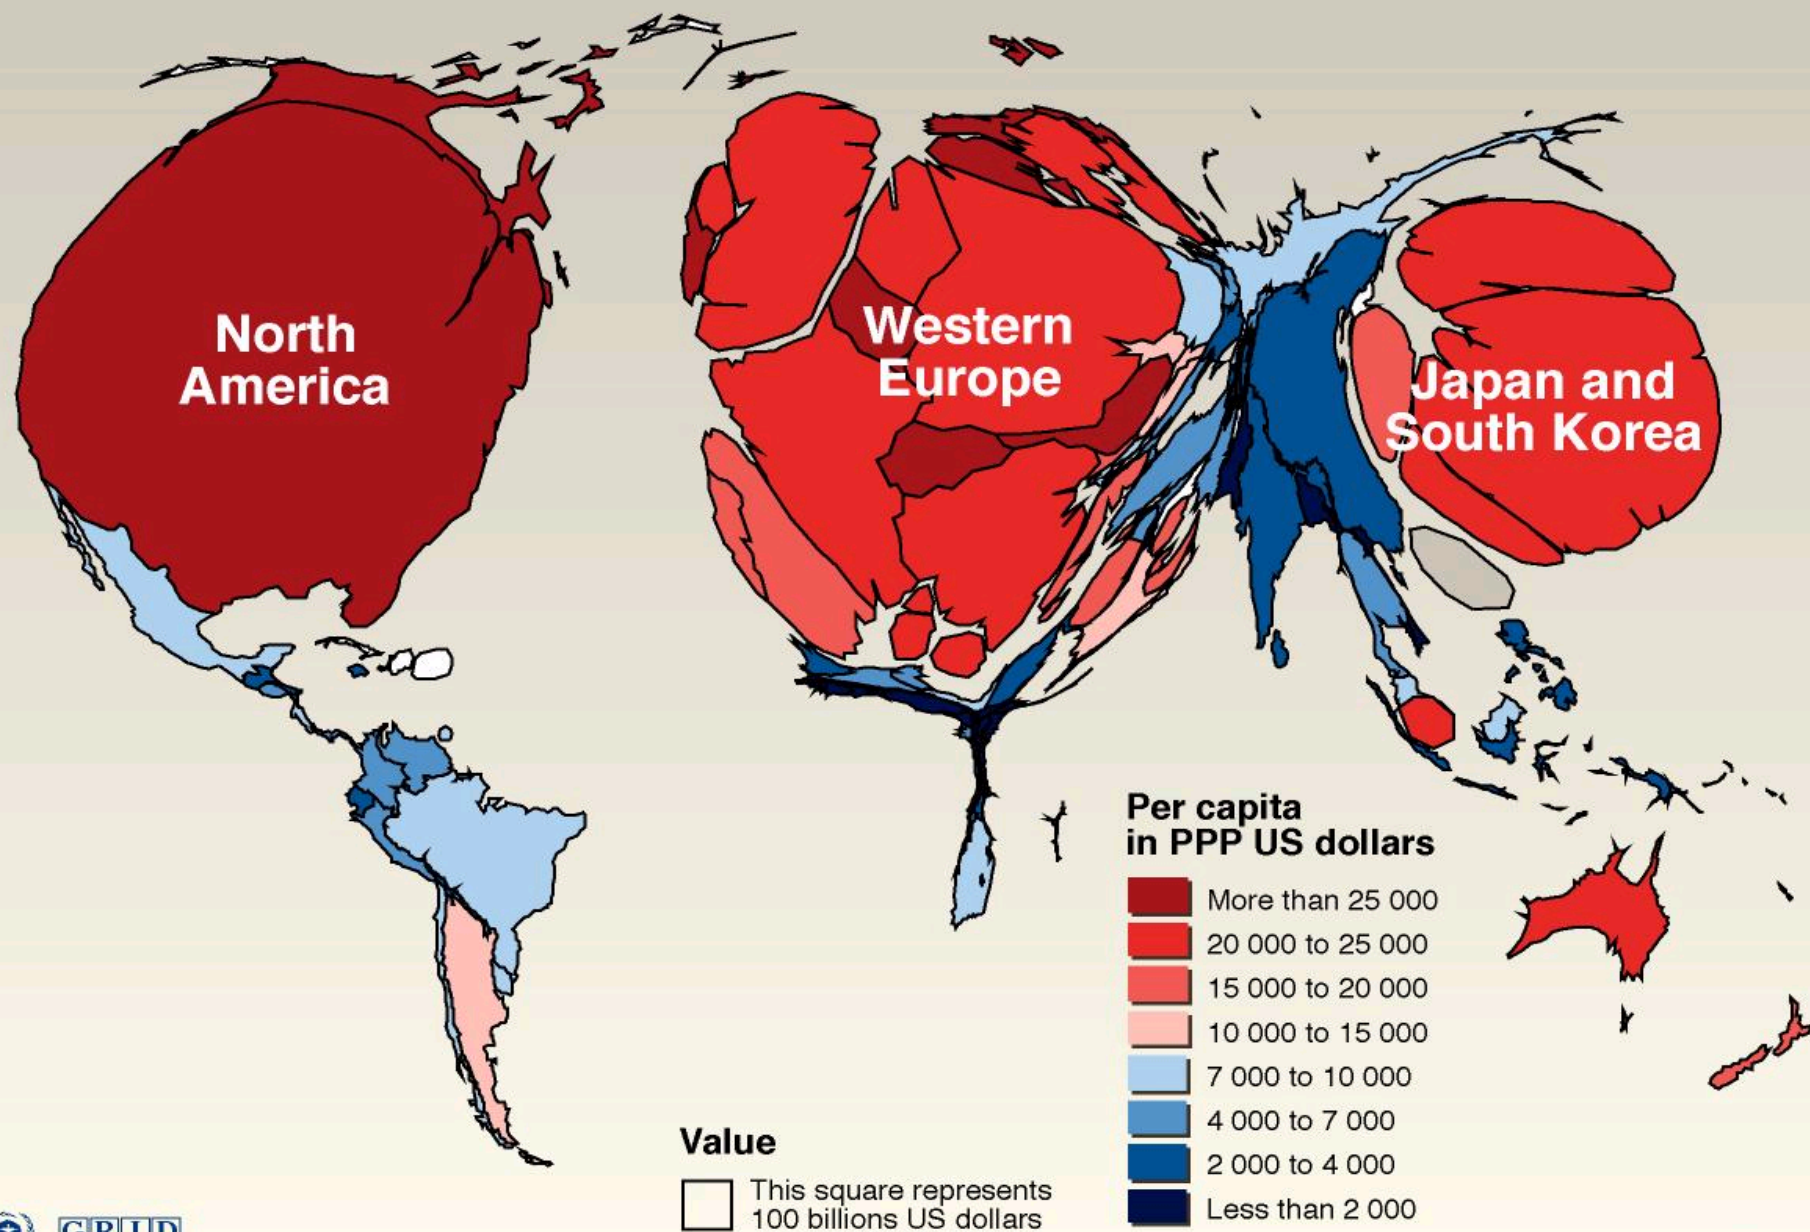 North
America
Western
Europe
Japan and
South Korea
Per capita
in PPP US dollars
More than 25 000
20 000 to 25 000
15 000 to 20 000
10 000 to 15 000
7 000 to 10 000
4 000 to 7 000
2 000 to 4 000
Less than 2 000
Value
This square represents
100 billions US dollars
GRID